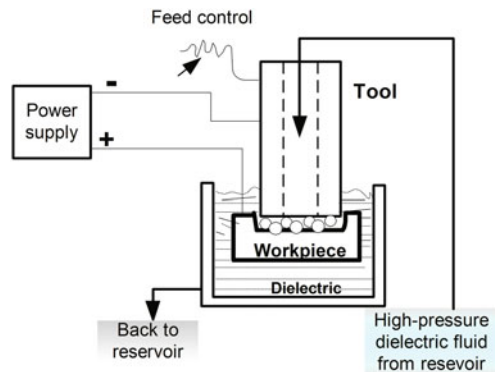 Feed control
Tool
-
Power
supply
+
Workpiece
Dielectric
Back to
reservoir
High-pressure
dielectric fluid
from resevoir